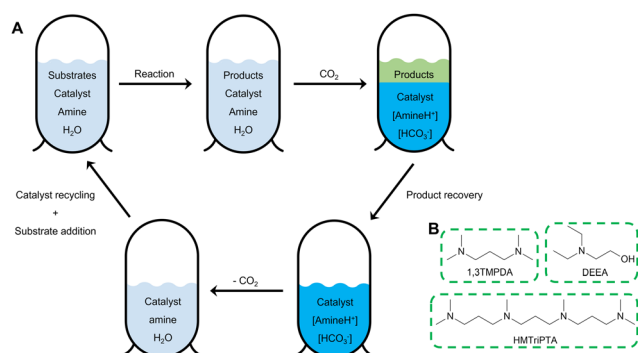 A
Substrates
Catalyst
Amine
H₂O
Reaction
Products
Catalyst
Amine
H₂O
CO₂
Products
Catalyst
[AmineH⁺]
[HCO₃⁻]
Product recovery
Catalyst
[AmineH⁺]
[HCO₃⁻]
- CO₂
Catalyst
amine
H₂O
Catalyst recycling
+
Substrate addition
B
N
N
1,3TMPDA
N
OH
DEEA
N
N
N
N
HMTriPTA